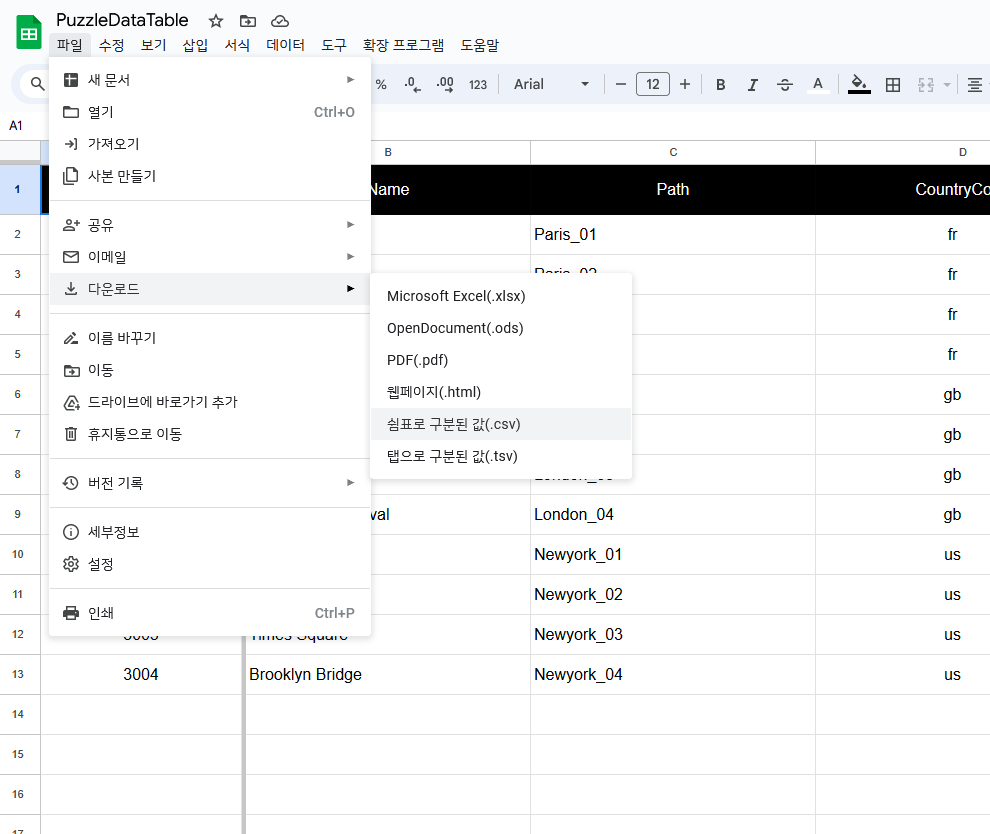 PuzzleDataTable
파일 수정 보기 삽입 서식 데이터 도구 확장 프로그램 도움말
% .0 .00 123 Arial 12 B I A
A1
B C D
1 Name Path CountryCo
2 Paris_01 fr
3 fr
4 fr
5 fr
6 gb
7 gb
8 gb
9 val London_04 gb
10 Newyork_01 us
11 Newyork_02 us
12 3003 Times Square Newyork_03 us
13 3004 Brooklyn Bridge Newyork_04 us
14
15
16
17
새 문서
열기 Ctrl+O
가져오기
사본 만들기
공유
이메일
다운로드
이름 바꾸기
이동
드라이브에 바로가기 추가
휴지통으로 이동
버전 기록
세부정보
설정
인쇄 Ctrl+P
Microsoft Excel(.xlsx)
OpenDocument(.ods)
PDF(.pdf)
웹페이지(.html)
쉼표로 구분된 값(.csv)
탭으로 구분된 값(.tsv)